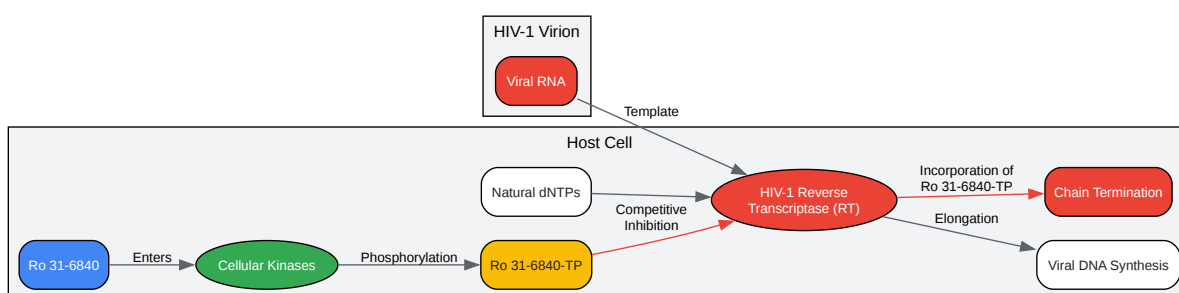 HIV-1 Virion
Viral RNA
Template
Host Cell
Natural dNTPs
HIV-1 Reverse
Transcriptase (RT)
Incorporation of
Ro 31-6840-TP
Chain Termination
Competitive
Inhibition
Elongation
Ro 31-6840
Enters
Cellular Kinases
Phosphorylation
Ro 31-6840-TP
Viral DNA Synthesis